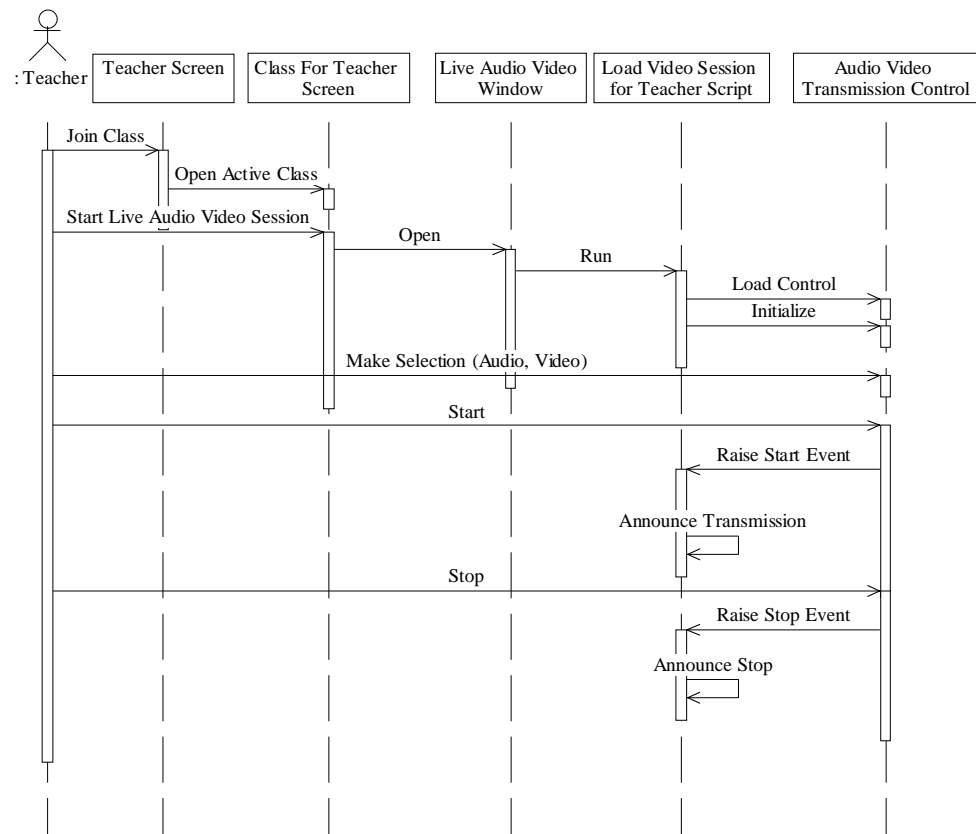 : Teacher
Teacher Screen
Class For Teacher
Screen
Live Audio Video
Window
Load Video Session
for Teacher Script
Audio Video
Transmission Control
Join Class
Open Active Class
Start Live Audio Video Session
Open
Run
Load Control
Initialize
Make Selection (Audio, Video)
Start
Raise Start Event
Announce Transmission
Stop
Raise Stop Event
Announce Stop